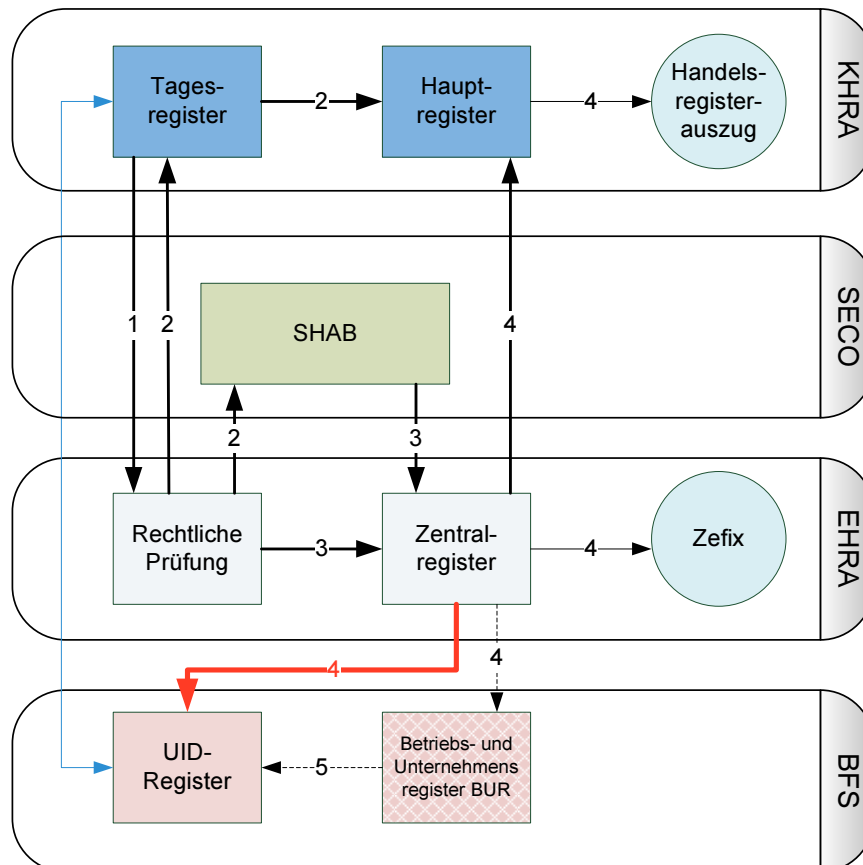 Tages-
register
2
Haupt-
register
4
Handels-
register-
auszug
KHRA
1
2
SHAB
4
SECO
2
3
Rechtliche
Prüfung
3
Zentral-
register
4
Zefix
EHRA
4
4
UID-
Register
5
Betriebs- und
Unternehmens
register BUR
BFS